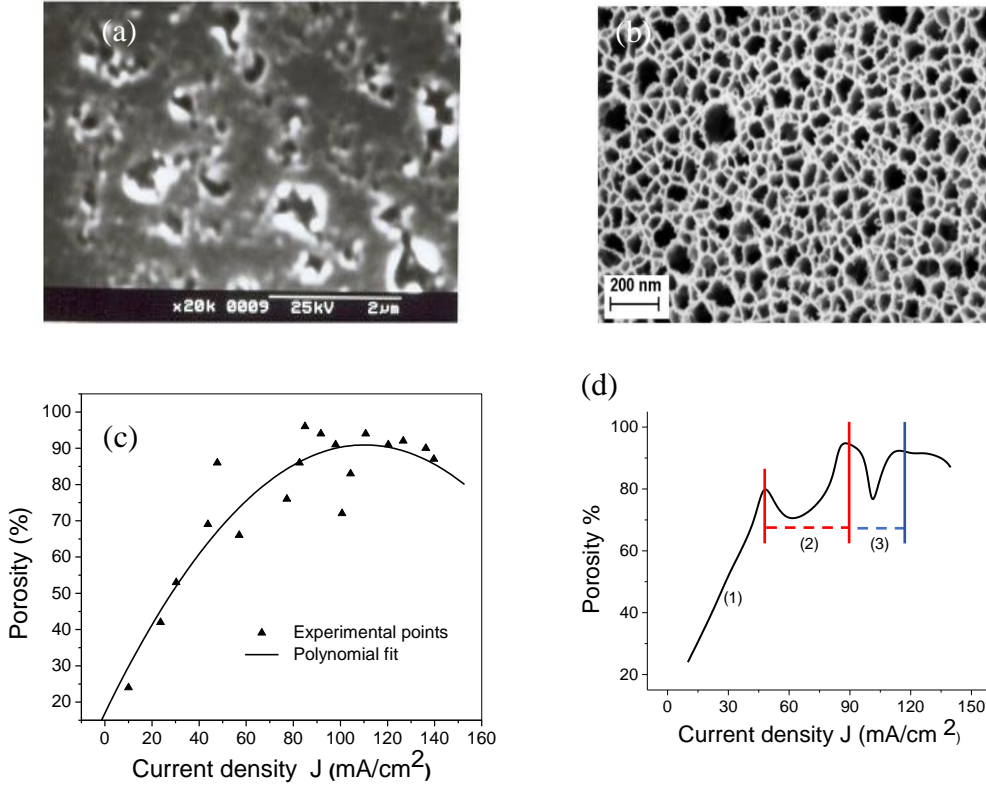 (a)
x20k 0009 25kV 2µm
(b)
200 nm
(c)
100
90
80
70
60
50
40
30
20
0 20 40 60 80 100 120 140 160
Porosity (%)
Current density J (mA/cm²)
Experimental points
Polynomial fit
(d)
100
80
60
40
20
0 30 60 90 120 150
Porosity %
Current density J (mA/cm ²)
(1)
(2)
(3)